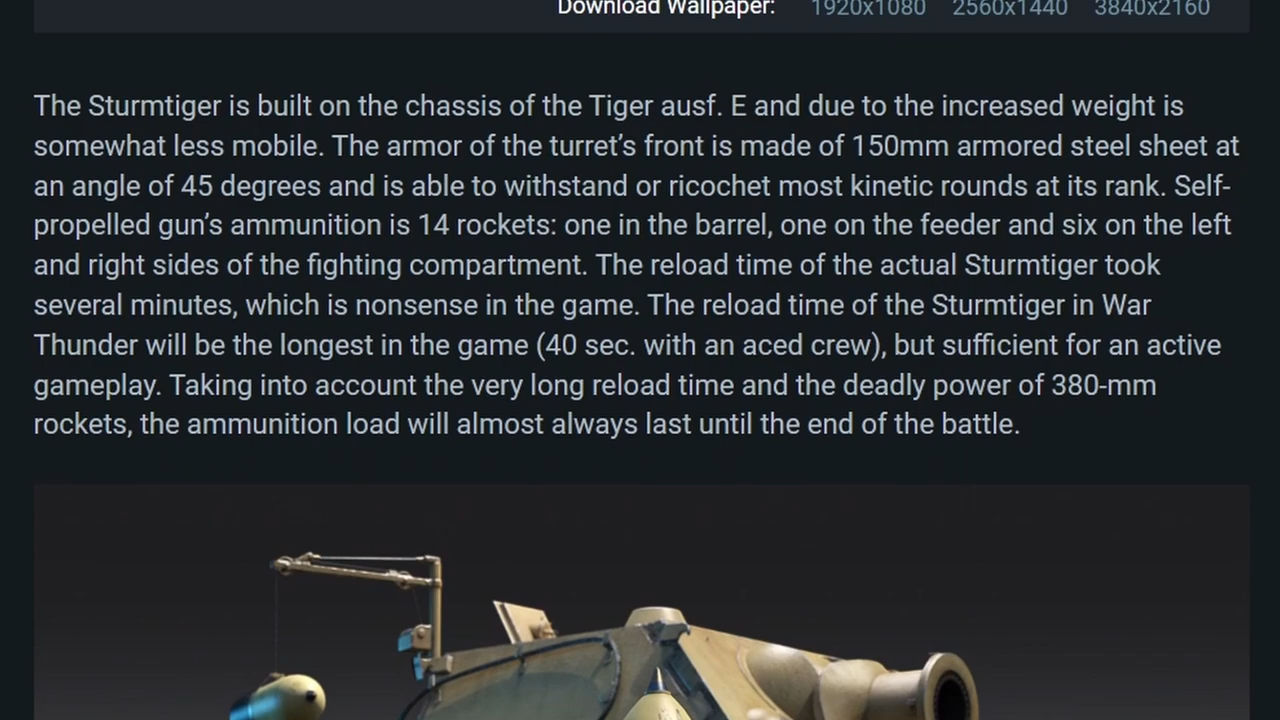 Download Wallpaper: 1920x1080 2560x1440 3840x2160
The Sturmtiger is built on the chassis of the Tiger ausf. E and due to the increased weight is
somewhat less mobile. The armor of the turret’s front is made of 150mm armored steel sheet at
an angle of 45 degrees and is able to withstand or ricochet most kinetic rounds at its rank. Self-
propelled gun’s ammunition is 14 rockets: one in the barrel, one on the feeder and six on the left
and right sides of the fighting compartment. The reload time of the actual Sturmtiger took
several minutes, which is nonsense in the game. The reload time of the Sturmtiger in War
Thunder will be the longest in the game (40 sec. with an aced crew), but sufficient for an active
gameplay. Taking into account the very long reload time and the deadly power of 380-mm
rockets, the ammunition load will almost always last until the end of the battle.